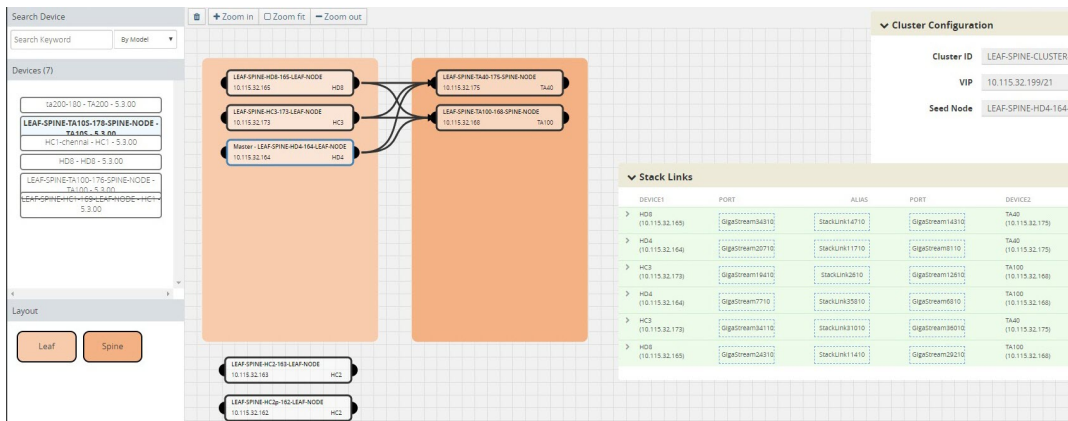 Search Device
Search Keyword
By Model
Devices (7)
ta200-180 - TA200 - 5.3.00
LEAF-SPINE-TA10S-178-SPINE-NODE -
TA10S - 5.3.00
HC1-chennai - HC1 - 5.3.00
HD8 - HD8 - 5.3.00
LEAF-SPINE-TA100-176-SPINE-NODE -
TA100 - 5.3.00
LEAF-SPINE-HC1-169-LEAF-NODE - HC1 -
5.3.00
Layout
Leaf
Spine
Zoom in
Zoom fit
Zoom out
LEAF-SPINE-HD8-165-LEAF-NODE
10.115.32.165 HD8
LEAF-SPINE-HC3-173-LEAF-NODE
10.115.32.173 HC3
Master - LEAF-SPINE-HD4-164-LEAF-NODE
10.115.32.164 HD4
LEAF-SPINE-TA40-175-SPINE-NODE
10.115.32.175 TA40
LEAF-SPINE-TA100-168-SPINE-NODE
10.115.32.168 TA100
LEAF-SPINE-HC2-163-LEAF-NODE
10.115.32.163 HC2
LEAF-SPINE-HC2p-162-LEAF-NODE
10.115.32.162 HC2
Cluster Configuration
Cluster ID LEAF-SPINE-CLUSTER
VIP 10.115.32.199/21
Seed Node LEAF-SPINE-HD4-164-
Stack Links
DEVICE1 PORT ALIAS PORT DEVICE2
HD8 GigaStream34310 StackLink14710 GigaStream14310 TA40
(10.115.32.165) (10.115.32.175)
HD4 GigaStream20710 StackLink11710 GigaStream8110 TA40
(10.115.32.164) (10.115.32.175)
HC3 GigaStream19410 StackLink2610 GigaStream12610 TA100
(10.115.32.173) (10.115.32.168)
HD4 GigaStream7710 StackLink35810 GigaStream6810 TA100
(10.115.32.164) (10.115.32.168)
HC3 GigaStream34110 StackLink31010 GigaStream36010 TA40
(10.115.32.173) (10.115.32.175)
HD8 GigaStream24310 StackLink11410 GigaStream29210 TA100
(10.115.32.165) (10.115.32.168)